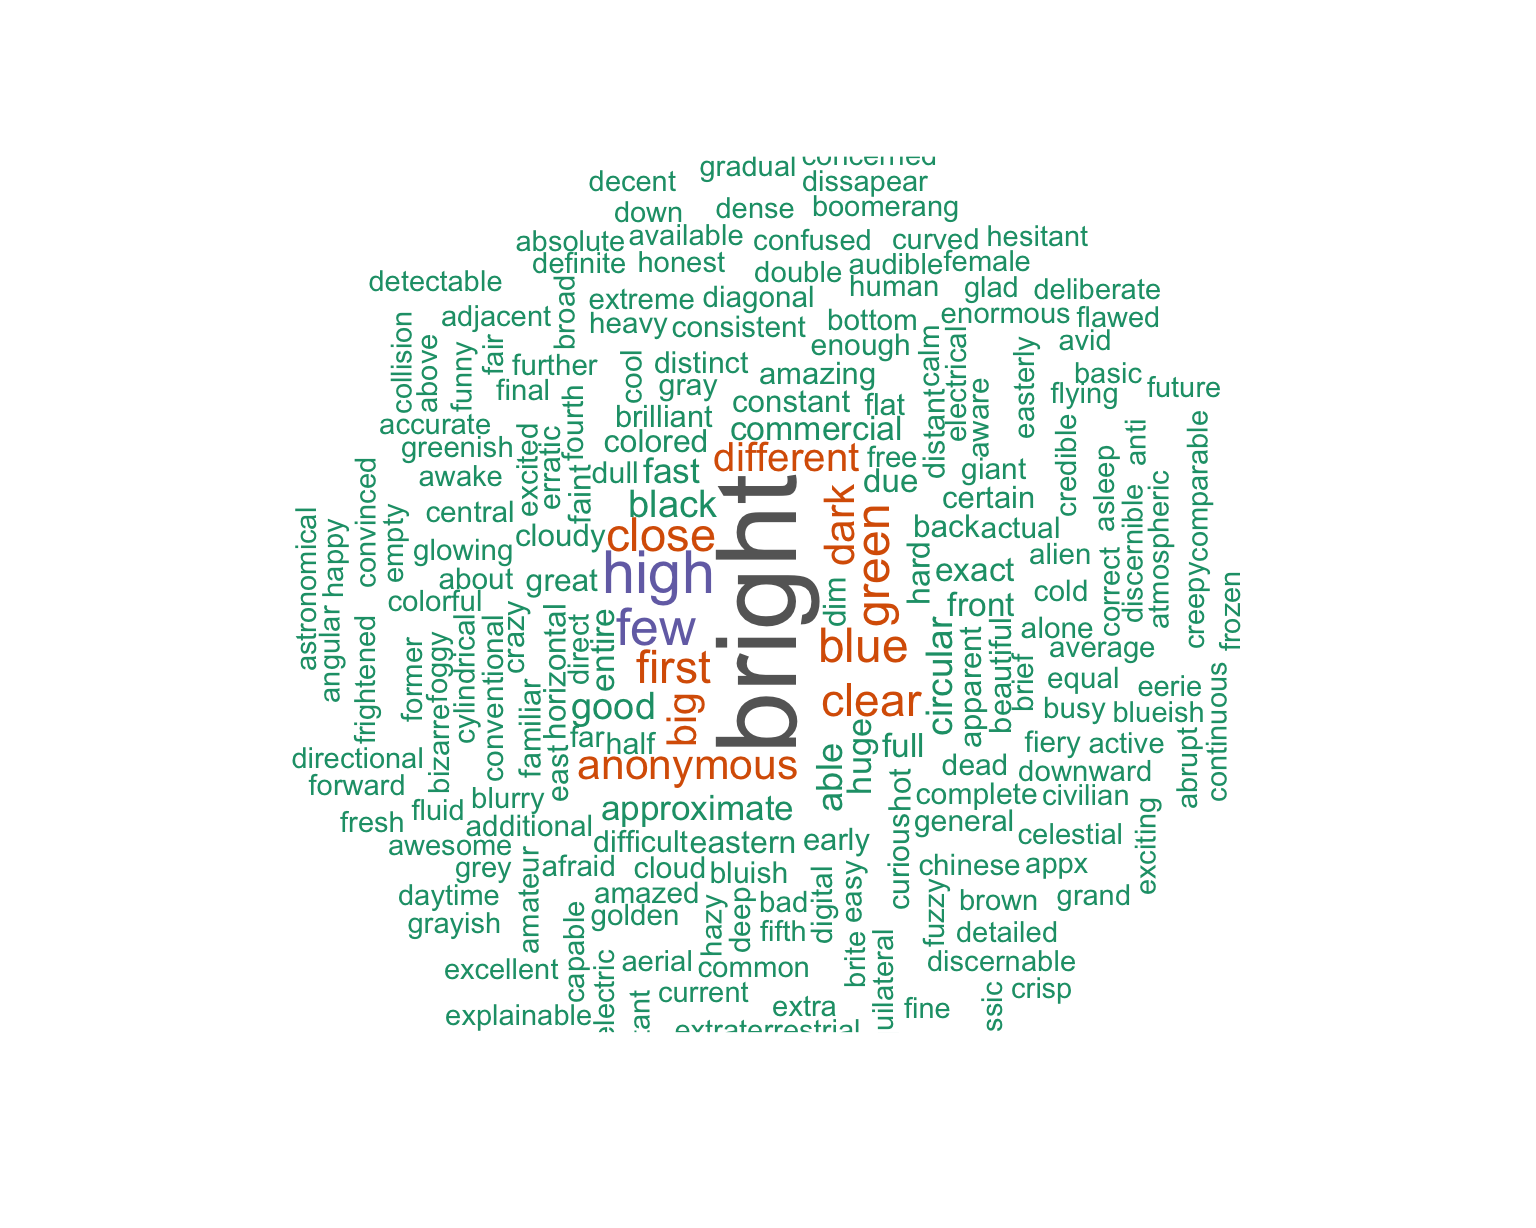 gradual
concerned
decent
dissapear
down
dense
boomerang
absolute
available
confused
curved
hesitant
definite
honest
double
audible
female
detectable
broad
extreme
diagonal
human
glad
deliberate
adjacent
heavy
consistent
bottom
enormous
flawed
collision
above
funny
fair
further
cool
distinct
enough
calm
electrical
easterly
avid
final
gray
amazing
basic
flying
future
accurate
fourth
brilliant
constant
flat
distant
aware
greenish
excited
erratic
colored
commercial
credible
anti
comparable
awake
faint
dull
fast
different
free
due
giant
asleep
convinced
central
black
bright
dark
green
certain
discernible
atmospheric
astronomical
happy
empty
glowing
cloudy
close
back
actual
about
great
high
dim
hard
exact
alien
correct
creepy
frozen
colorful
crazy
horizontal
direct
entire
few
blue
front
cold
alone
angular
frightened
former
foggy
cylindrical
conventional
first
circular
apparent
beautiful
brief
average
equal
eerie
continuous
bizarre
familiar
good
big
clear
busy
blueish
directional
east
far
half
huge
full
fiery
active
abrupt
forward
anonymous
able
dead
downward
fresh
fluid
blurry
approximate
hot
complete
civilian
additional
general
celestial
exciting
awesome
difficult
eastern
early
grey
amateur
afraid
cloud
bluish
curious
chinese
appx
daytime
amazed
hazy
deep
bad
digital
easy
brown
grand
grayish
capable
golden
fifth
fuzzy
detailed
excellent
electric
aerial
common
brite
uilateral
discernable
current
extra
fine
ssic
crisp
explainable
tant
extraterrestrial